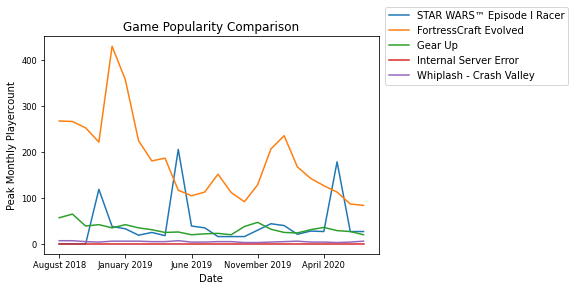 Game Popularity Comparison
STAR WARS™ Episode I Racer
FortressCraft Evolved
Gear Up
Internal Server Error
Whiplash - Crash Valley
Peak Monthly Playercount
400
300
200
100
0
August 2018
January 2019
June 2019
November 2019
April 2020
Date